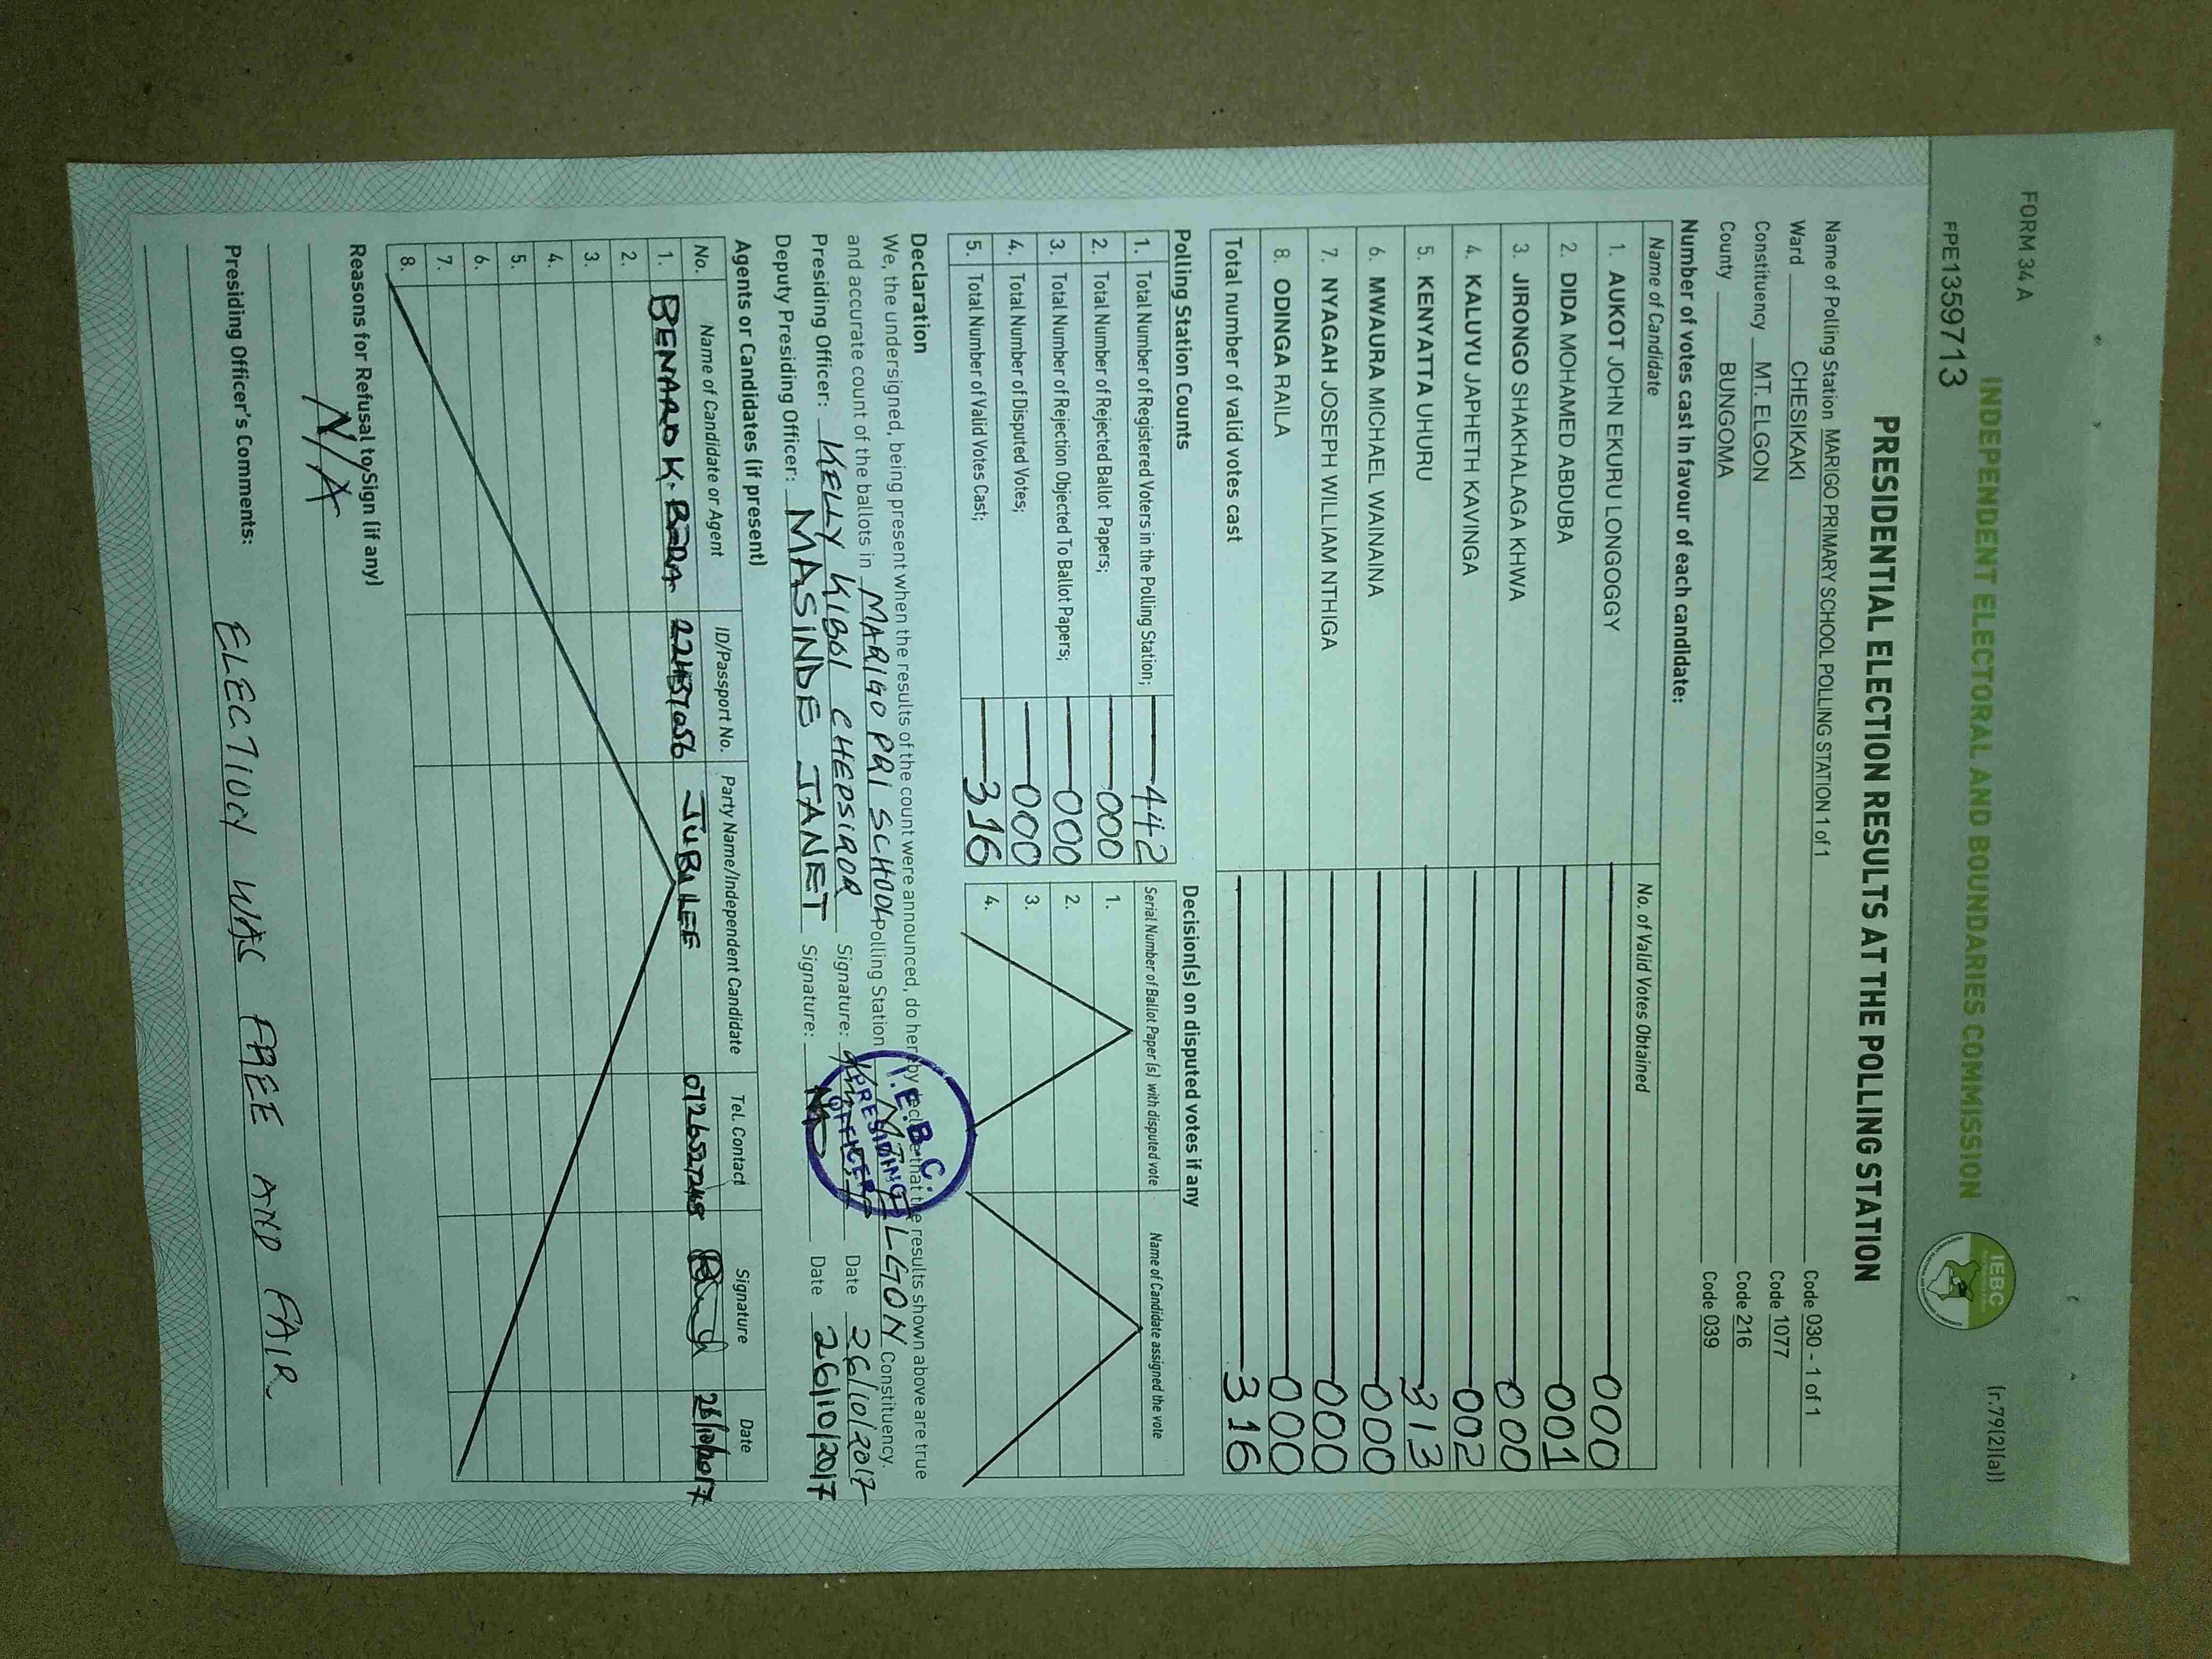 FORM 34 A
(r.79(2)(a))
INDEPENDENT ELECTORAL AND BOUNDARIES COMMISSION
IEBC
FPE1359713
PRESIDENTIAL ELECTION RESULTS AT THE POLLING STATION
Name of Polling Station MARIGO PRIMARY SCHOOL POLLING STATION 1 of 1 Code 030 - 1 of 1
Ward CHESIKAKI Code 1077
Constituency MT. ELGON Code 216
County BUNGOMA Code 039
Number of votes cast in favour of each candidate:
Name of Candidate No. of Valid Votes Obtained
1. AUKOT JOHN EKURU LONGOGGY 000
2. DIDA MOHAMED ABDUBA 001
3. JIRONGO SHAKHALAGA KHWA 000
4. KALUYU JAPHETH KAVINGA 002
5. KENYATTA UHURU 313
6. MWAURA MICHAEL WAINAINA 000
7. NYAGAH JOSEPH WILLIAM NTHIGA 000
8. ODINGA RAILA 000
Total number of valid votes cast 316
Polling Station Counts
1. Total Number of Registered Voters in the Polling Station; 442
2. Total Number of Rejected Ballot Papers; 000
3. Total Number of Rejection Objected To Ballot Papers; 000
4. Total Number of Disputed Votes; 000
5. Total Number of Valid Votes Cast; 316
Decision(s) on disputed votes if any
Serial Number of Ballot Paper (s) with disputed vote Name of Candidate assigned the vote
1.
2.
3.
4.
Declaration
We, the undersigned, being present when the results of the count were announced, do hereby declare that the results shown above are true
and accurate count of the ballots in MARIGO PRI SCHOOL Polling Station MT ELGON Constituency.
Presiding Officer: KELLY KIBOI CHEPSIROR Signature: Date 26/10/2017
Deputy Presiding Officer: MASINDE JANET Signature: Date 26/10/2017
I.E.B.C.
PRESIDING
OFFICER
Agents or Candidates (if present)
No. Name of Candidate or Agent ID/Passport No. Party Name/Independent Candidate Tel. Contact Signature Date
1. BENARD K. 22437056 JUBILEE 0726527248 26/10/2017
2.
3.
4.
5.
6.
7.
8.
Reasons for Refusal to Sign (if any)
N/A
Presiding Officer's Comments: ELECTION WAS FREE AND FAIR